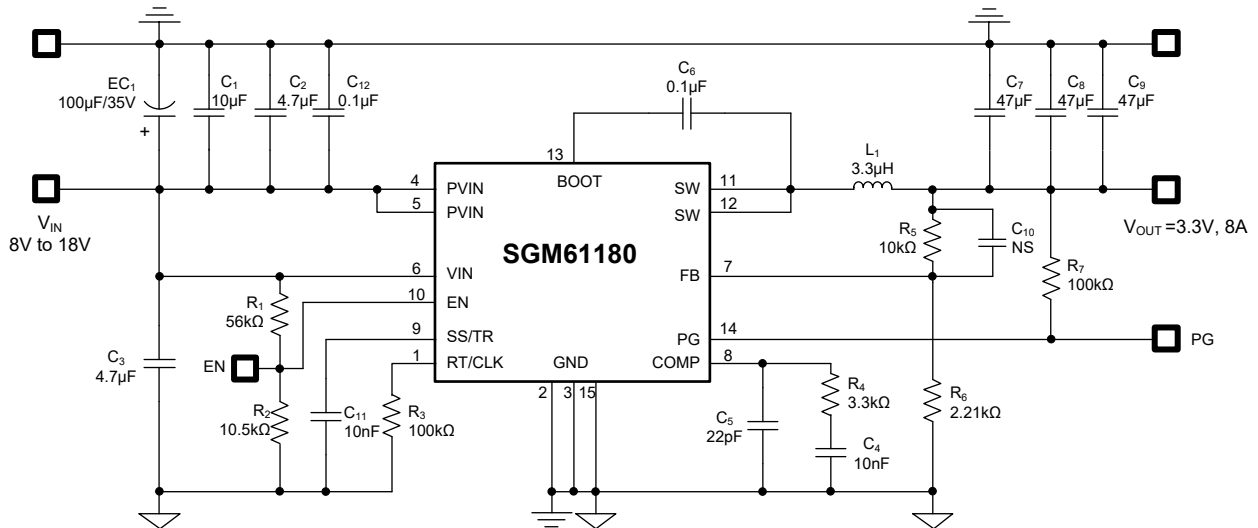 EC₁
100µF/35V
+
C₁
10µF
C₂
4.7µF
C₁₂
0.1µF
C₆
0.1µF
C₇
47µF
C₈
47µF
C₉
47µF
V_IN
8V to 18V
13
BOOT
4
PVIN
5
PVIN
SW
11
SW
12
L₁
3.3µH
SGM61180
R₅
10kΩ
C₁₀
NS
V_OUT =3.3V, 8A
6
VIN
FB
7
R₇
100kΩ
R₁
56kΩ
10
EN
9
SS/TR
PG
14
PG
C₃
4.7µF
EN
1
RT/CLK
GND
COMP
8
2
3
15
R₂
10.5kΩ
C₁₁
10nF
R₃
100kΩ
C₅
22pF
R₄
3.3kΩ
C₄
10nF
R₆
2.21kΩ